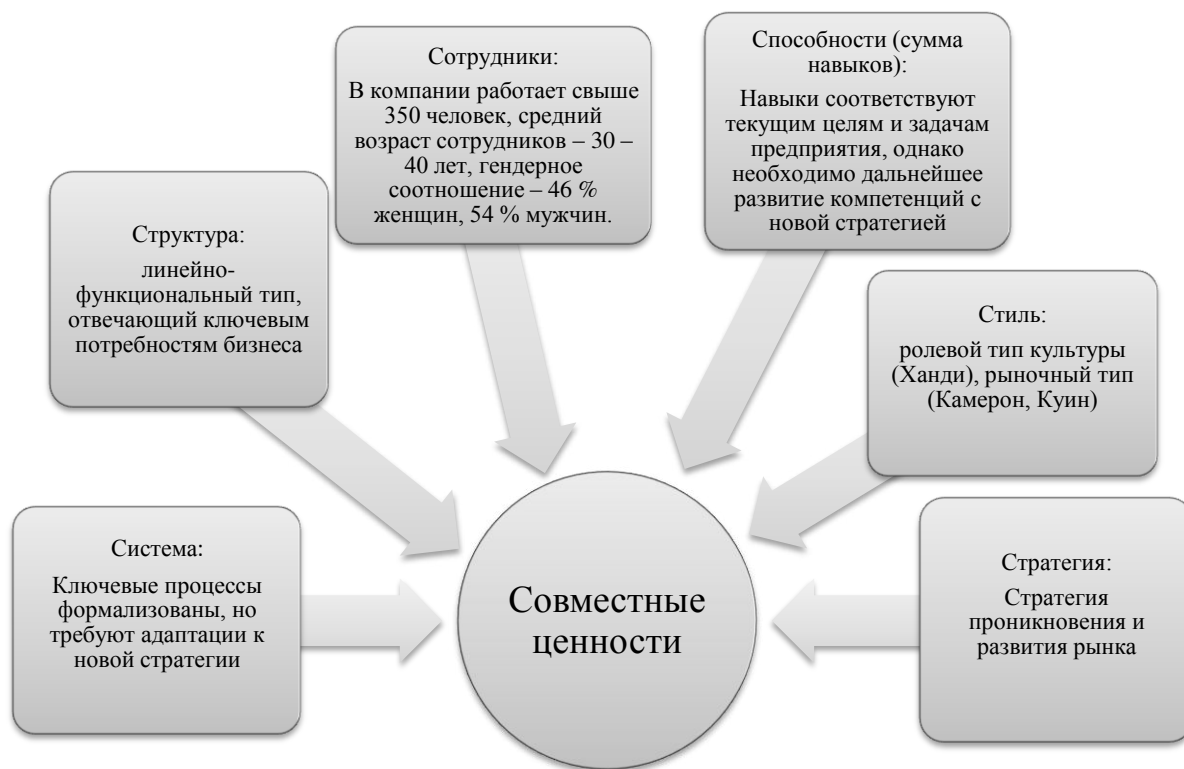 Система:
Ключевые процессы
формализованы, но
требуют адаптации к
новой стратегии
Структура:
линейно-
функциональный тип,
отвечающий ключевым
потребностям бизнеса
Сотрудники:
В компании работает свыше
350 человек, средний
возраст сотрудников – 30 –
40 лет, гендерное
соотношение – 46 %
женщин, 54 % мужчин.
Способности (сумма
навыков):
Навыки соответствуют
текущим целям и задачам
предприятия, однако
необходимо дальнейшее
развитие компетенций с
новой стратегией
Стиль:
ролевой тип культуры
(Ханди), рыночный тип
(Камерон, Куин)
Стратегия:
Стратегия
проникновения и
развития рынка
Совместные
ценности